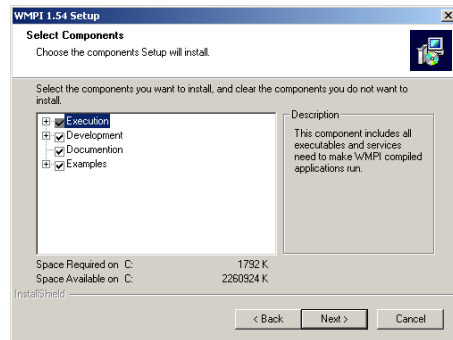 WMPI 1.54 Setup
Select Components
Choose the components Setup will install.
Select the components you want to install, and clear the components you do not want to
install.
Execution
Development
Documention
Examples
Description
This component includes all
executables and services
need to make WMPI compiled
applications run.
Space Required on C: 1792 K
Space Available on C: 2260924 K
InstallShield
< Back Next > Cancel